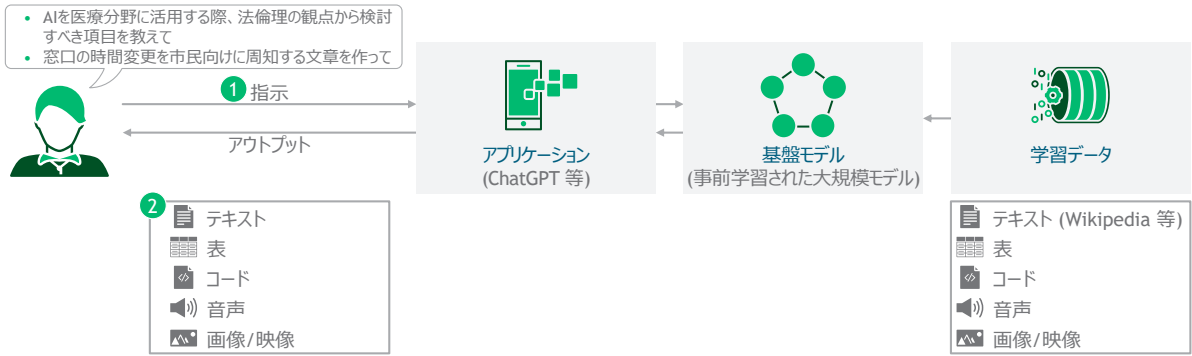 • AIを医療分野に活用する際、法倫理の観点から検討
すべき項目を教えて
• 窓口の時間変更を市民向けに周知する文章を作って
1 指示
アウトプット
アプリケーション
(ChatGPT 等)
基盤モデル
(事前学習された大規模モデル)
学習データ
2
テキスト
表
コード
音声
画像/映像
テキスト (Wikipedia 等)
表
コード
音声
画像/映像